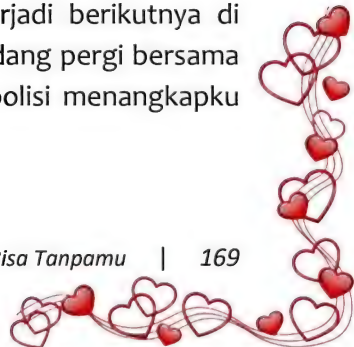 rjadi berikutnya di
dang pergi bersama
polisi menangkapku
isa Tanpamu | 169